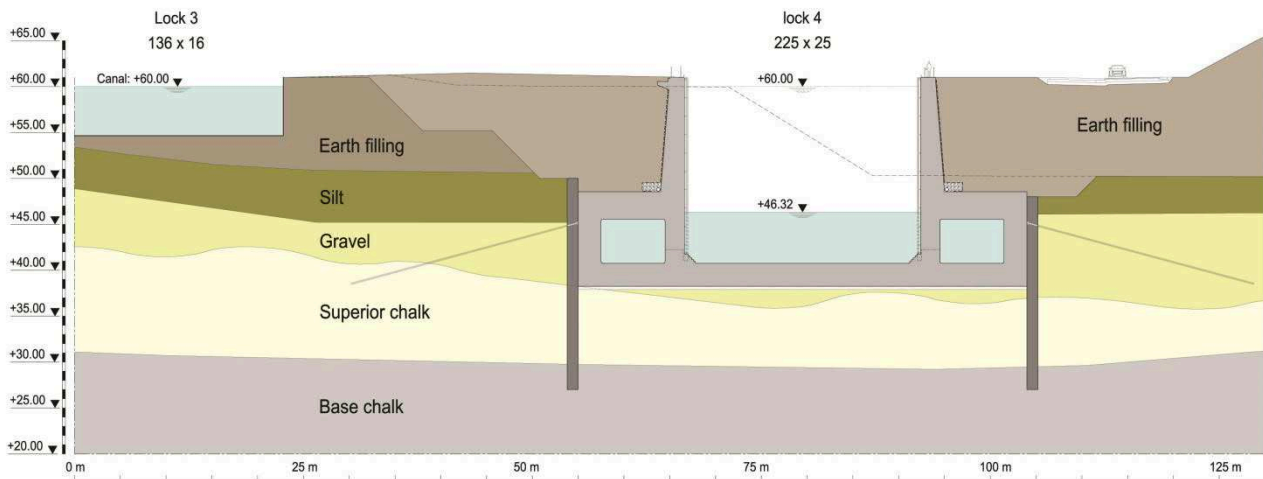 Lock 3
136 x 16
lock 4
225 x 25
+65.00
+60.00
Canal: +60.00
+60.00
+55.00
Earth filling
Earth filling
+50.00
Silt
+46.32
+45.00
Gravel
+40.00
+35.00
Superior chalk
+30.00
+25.00
Base chalk
+20.00
0 m
25 m
50 m
75 m
100 m
125 m